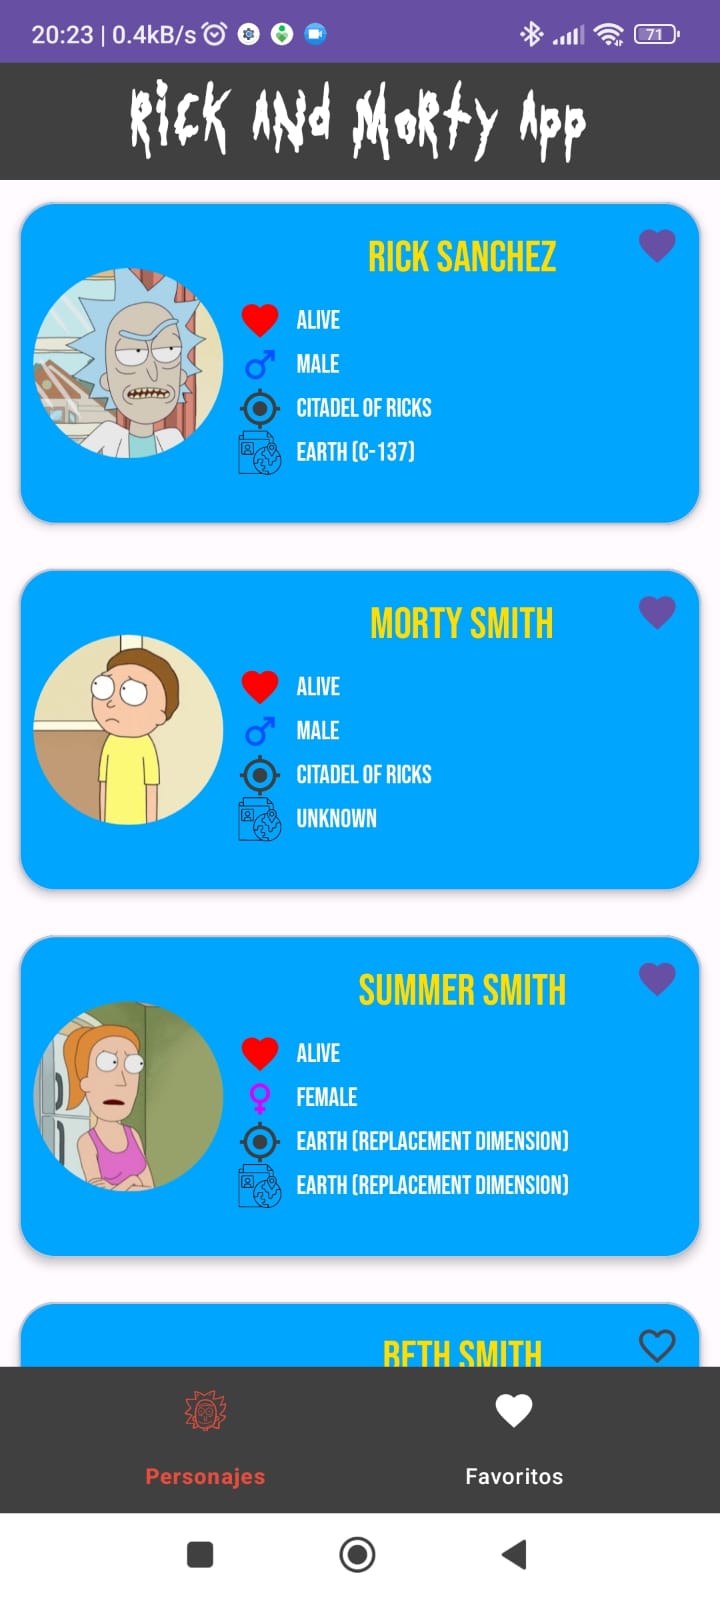 20:23 | 0.4kB/s
71
Rick and Morty App
RICK SANCHEZ
ALIVE
MALE
CITADEL OF RICKS
EARTH (C-137)
MORTY SMITH
ALIVE
MALE
CITADEL OF RICKS
UNKNOWN
SUMMER SMITH
ALIVE
FEMALE
EARTH (REPLACEMENT DIMENSION)
EARTH (REPLACEMENT DIMENSION)
BETH SMITH
Personajes
Favoritos